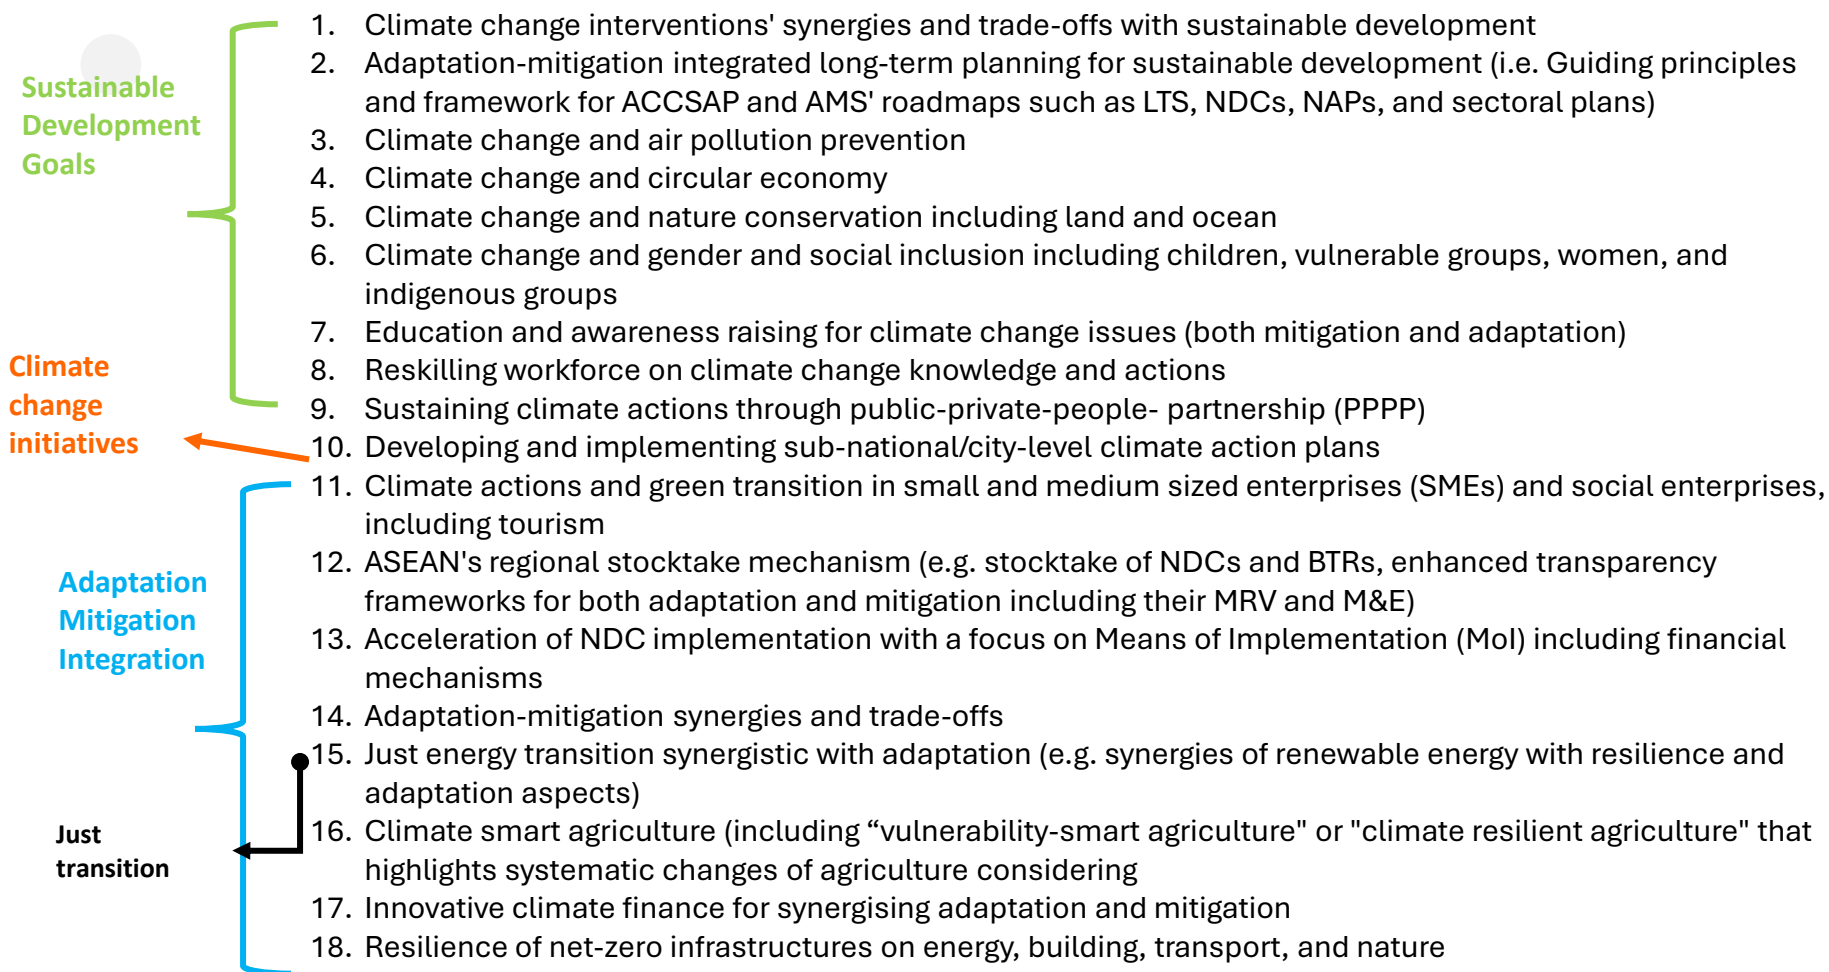 1. Climate change interventions' synergies and trade-offs with sustainable development
2. Adaptation-mitigation integrated long-term planning for sustainable development (i.e. Guiding principles
and framework for ACCSAP and AMS' roadmaps such as LTS, NDCs, NAPs, and sectoral plans)
3. Climate change and air pollution prevention
4. Climate change and circular economy
5. Climate change and nature conservation including land and ocean
6. Climate change and gender and social inclusion including children, vulnerable groups, women, and
indigenous groups
7. Education and awareness raising for climate change issues (both mitigation and adaptation)
8. Reskilling workforce on climate change knowledge and actions
9. Sustaining climate actions through public-private-people- partnership (PPPP)
10. Developing and implementing sub-national/city-level climate action plans
11. Climate actions and green transition in small and medium sized enterprises (SMEs) and social enterprises,
including tourism
12. ASEAN's regional stocktake mechanism (e.g. stocktake of NDCs and BTRs, enhanced transparency
frameworks for both adaptation and mitigation including their MRV and M&E)
13. Acceleration of NDC implementation with a focus on Means of Implementation (MoI) including financial
mechanisms
14. Adaptation-mitigation synergies and trade-offs
15. Just energy transition synergistic with adaptation (e.g. synergies of renewable energy with resilience and
adaptation aspects)
16. Climate smart agriculture (including “vulnerability-smart agriculture" or "climate resilient agriculture" that
highlights systematic changes of agriculture considering
17. Innovative climate finance for synergising adaptation and mitigation
18. Resilience of net-zero infrastructures on energy, building, transport, and nature
Sustainable
Development
Goals
Climate
change
initiatives
Adaptation
Mitigation
Integration
Just
transition